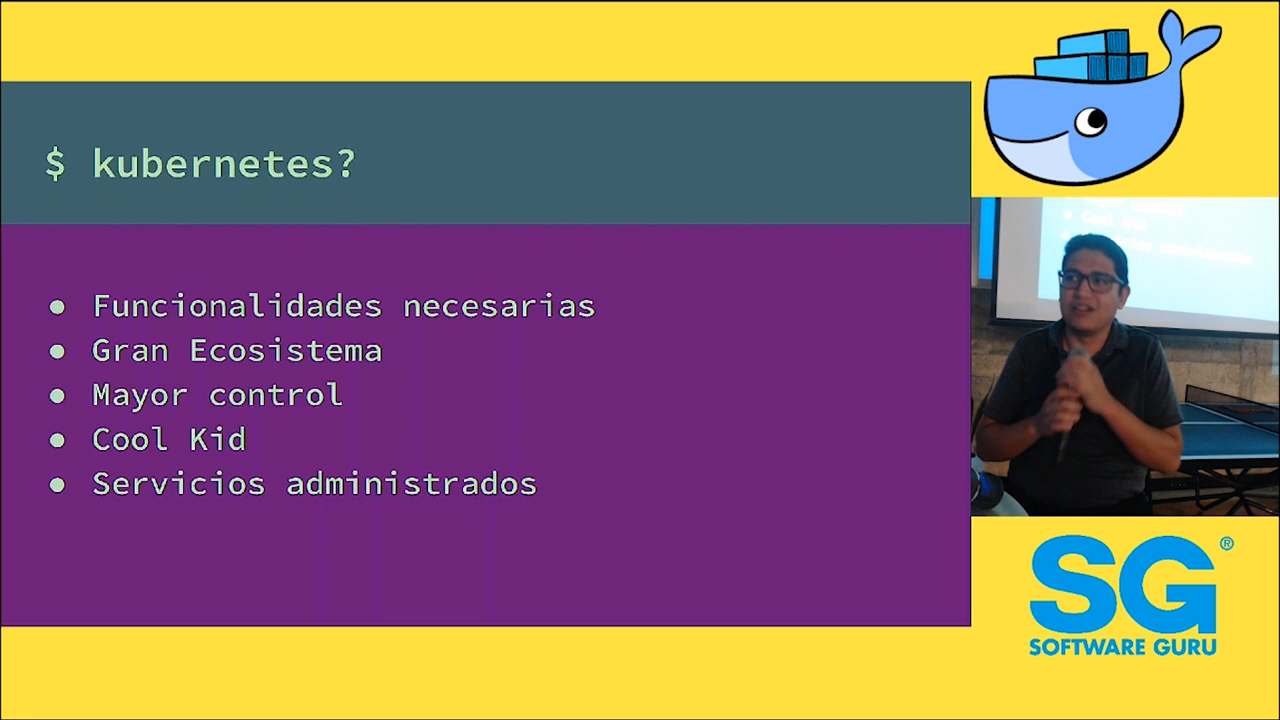 $ kubernetes?
● Funcionalidades necesarias
● Gran Ecosistema
● Mayor control
● Cool Kid
● Servicios administrados
SG®
SOFTWARE GURU